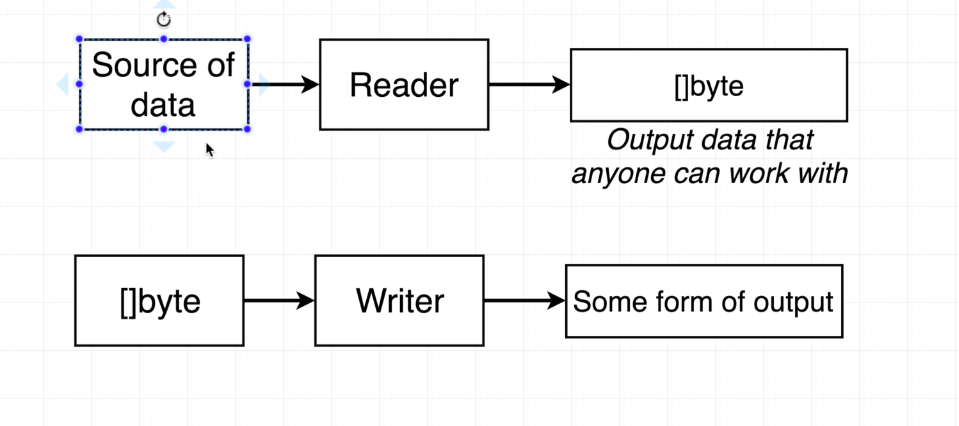 Source of
data
Reader
[]byte
Output data that
anyone can work with
[]byte
Writer
Some form of output